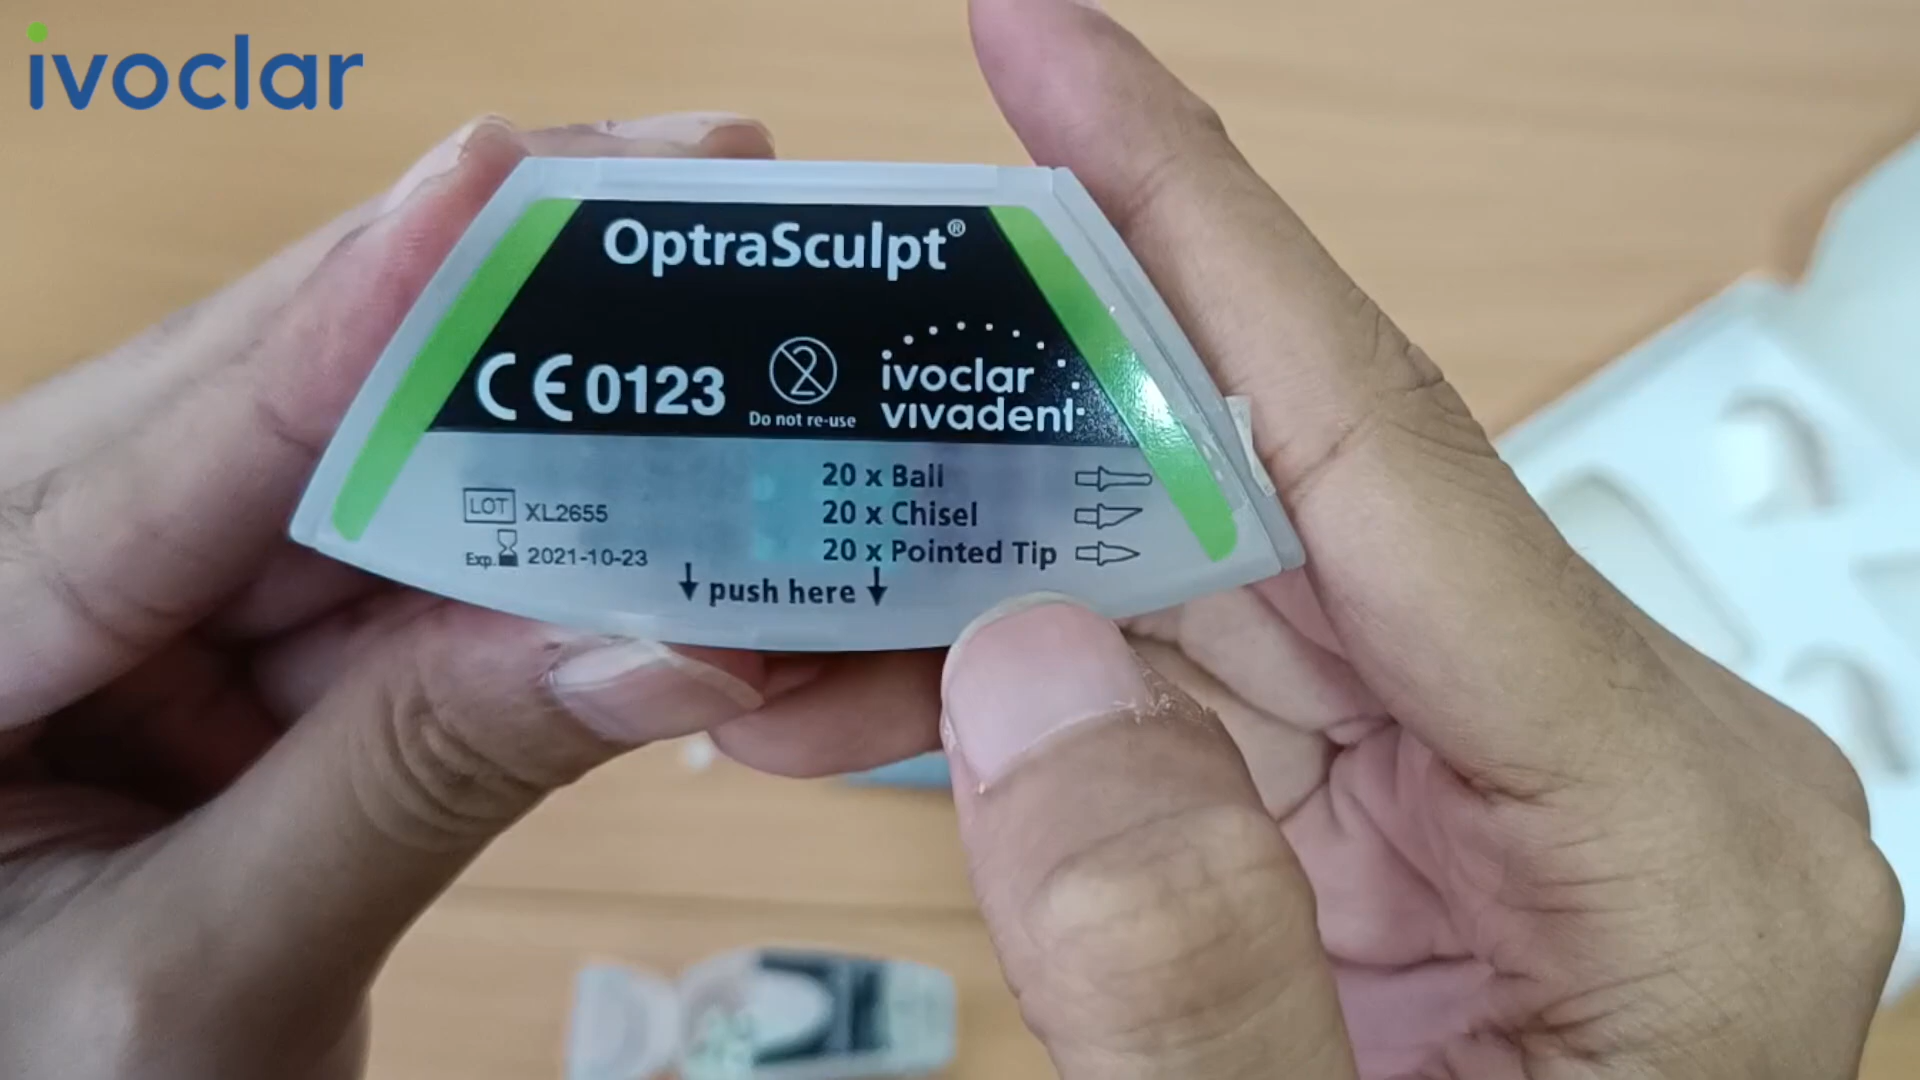 ivoclar
OptraSculpt®
CE 0123
2
Do not re-use
ivoclar
vivadent
20 x Ball
20 x Chisel
20 x Pointed Tip
LOT XL2655
Exp. 2021-10-23
push here